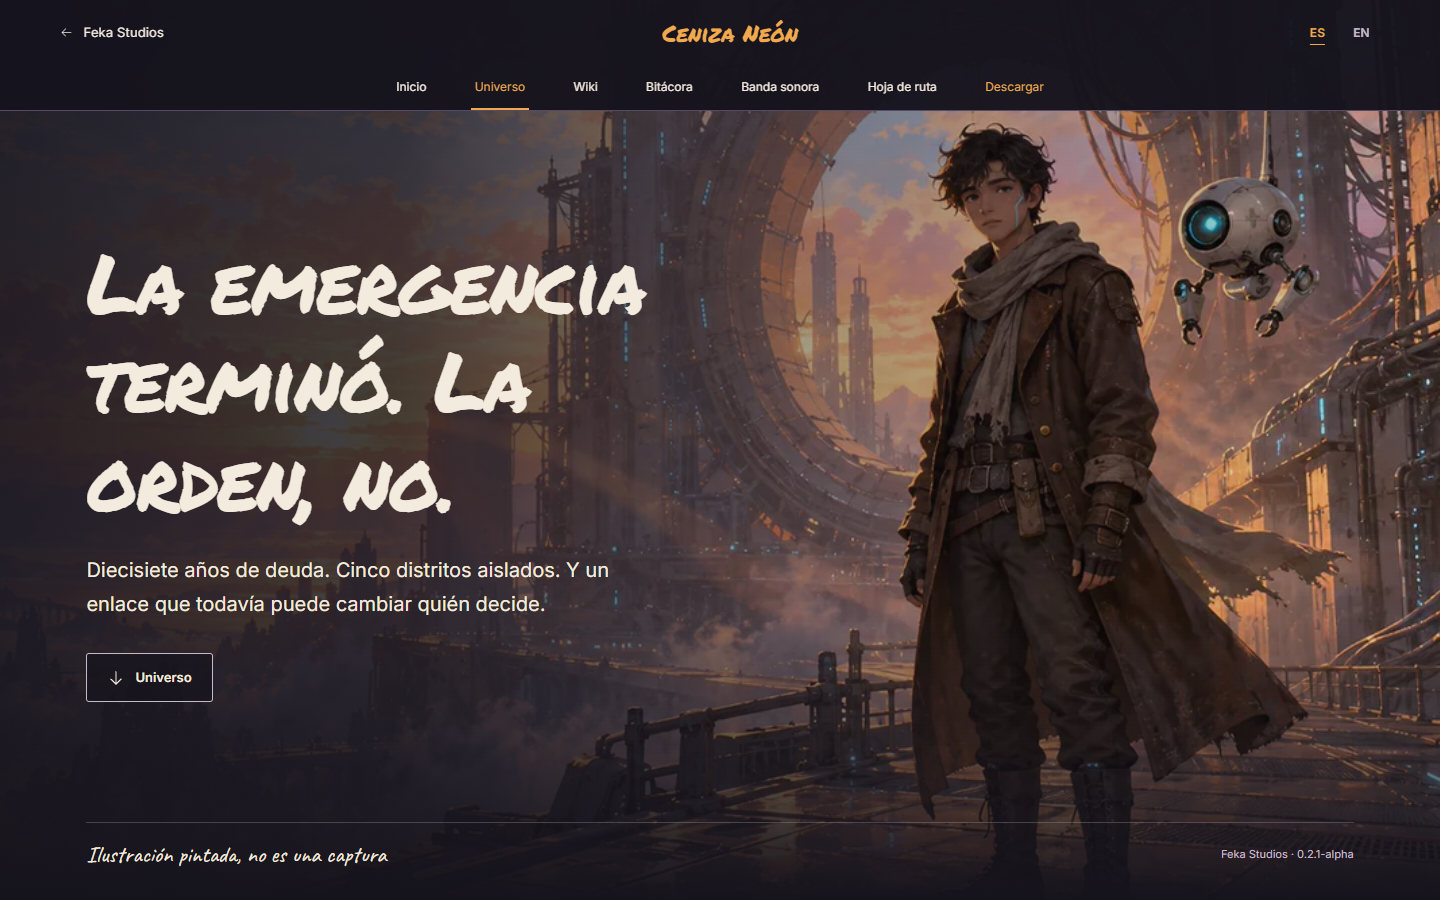 ← Feka Studios
Ceniza Neón
ES EN
Inicio Universo Wiki Bitácora Banda sonora Hoja de ruta Descargar
La emergencia
terminó. La
orden, no.
Diecisiete años de deuda. Cinco distritos aislados. Y un
enlace que todavía puede cambiar quién decide.
↓ Universo
Ilustración pintada, no es una captura
Feka Studios · 0.2.1-alpha